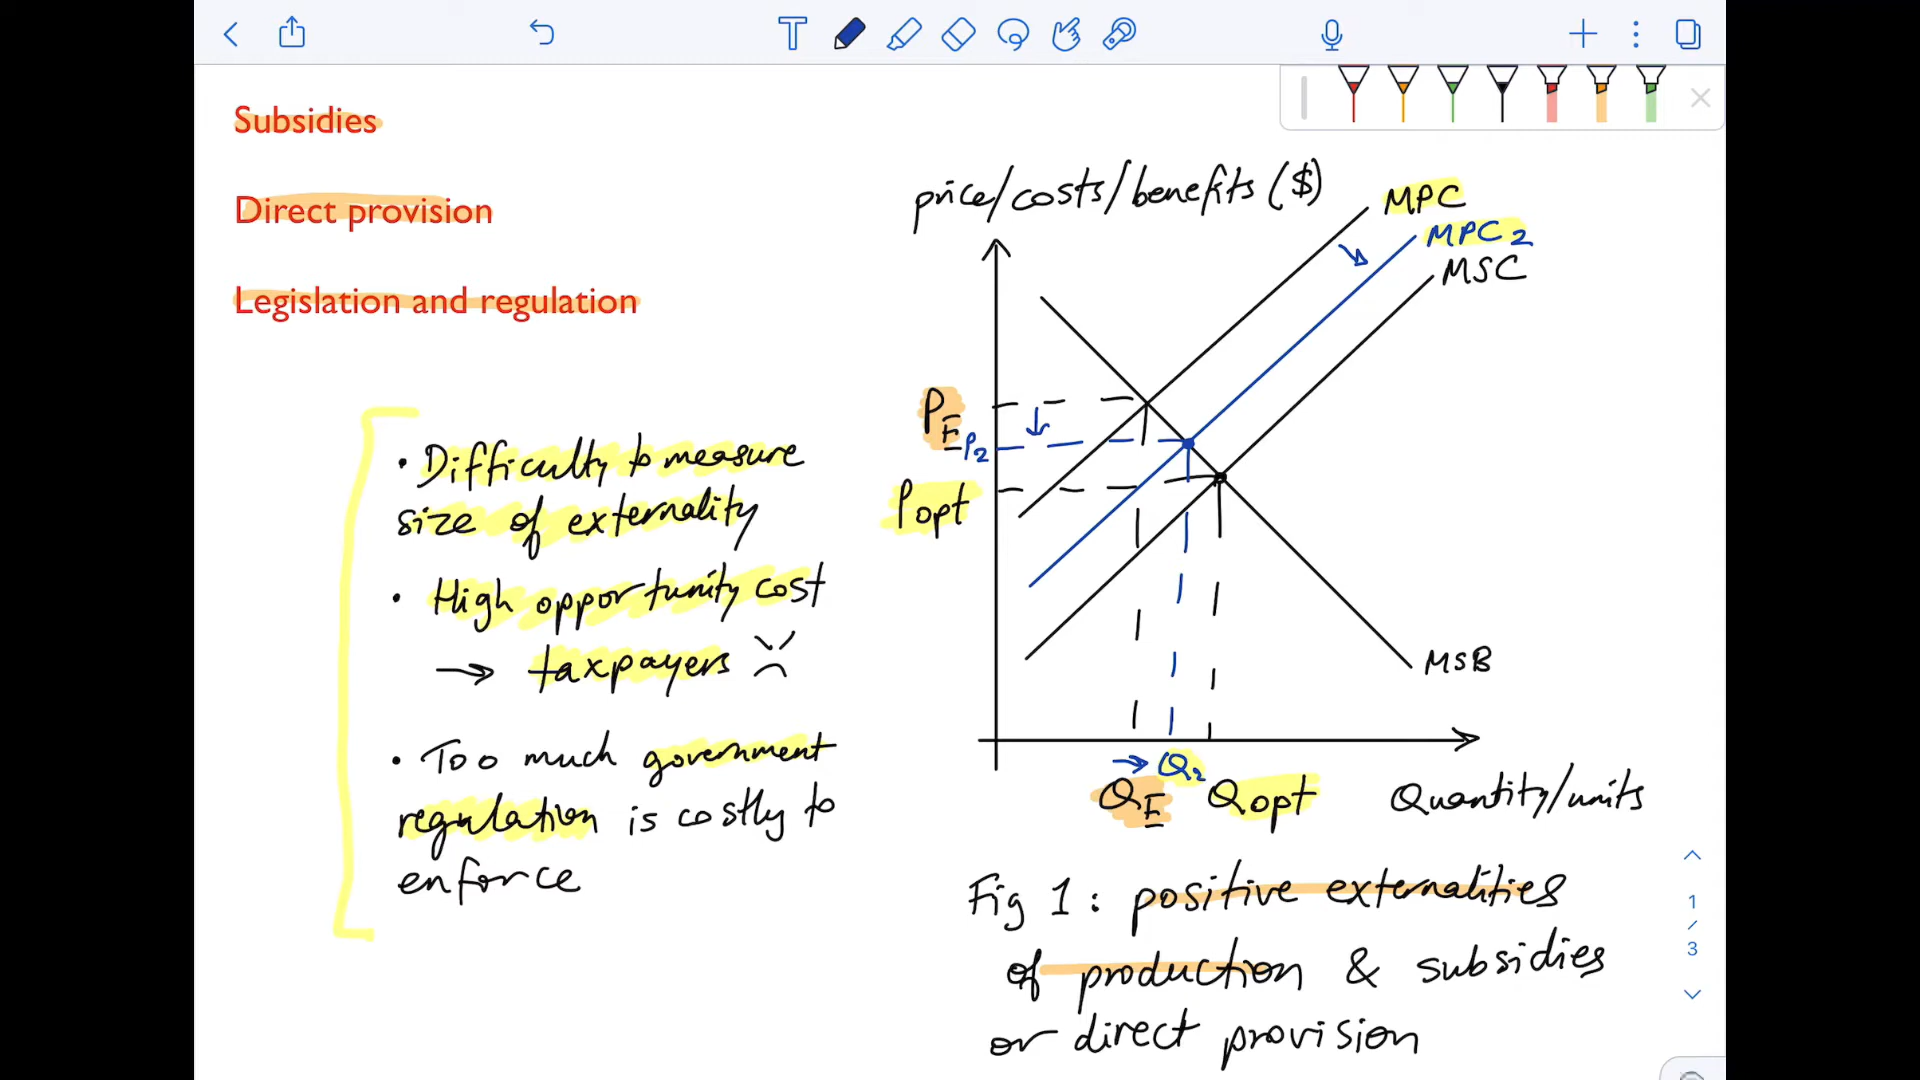 Subsidies
Direct provision
Legislation and regulation
• Difficulty to measure
size of externality
• High opportunity cost
→ taxpayers
• Too much government
regulation is costly to
enforce
price/costs/benefits ($)
MPC
MPC2
MSC
PE
P2
Popt
MSB
→ Q2
QE
Qopt
Quantity/units
Fig 1: positive externalities
of production & subsidies
or direct provision
1
/
3